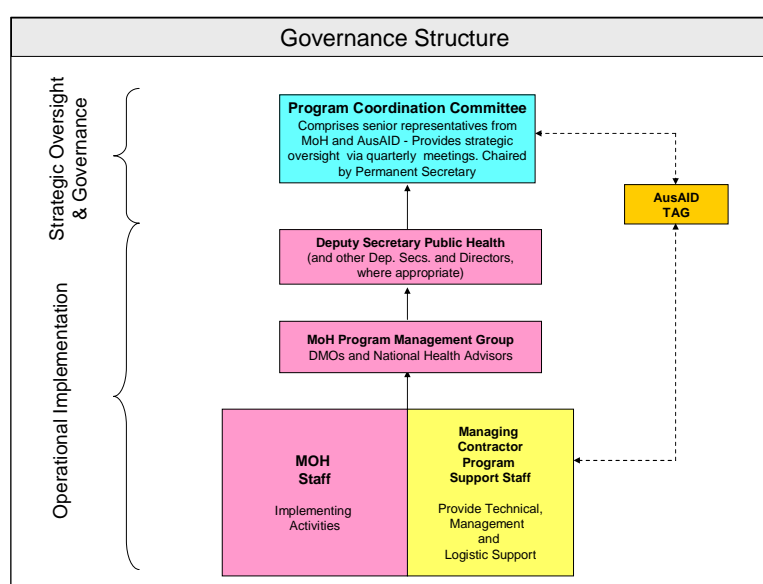 Governance Structure
Strategic Oversight
& Governance
Program Coordination Committee
Comprises senior representatives from
MoH and AusAID - Provides strategic
oversight via quarterly meetings. Chaired
by Permanent Secretary
AusAID
TAG
Deputy Secretary Public Health
(and other Dep. Secs. and Directors,
where appropriate)
Operational Implementation
MoH Program Management Group
DMOs and National Health Advisors
MOH
Staff
Implementing
Activities
Managing
Contractor
Program
Support Staff
Provide Technical,
Management
and
Logistic Support